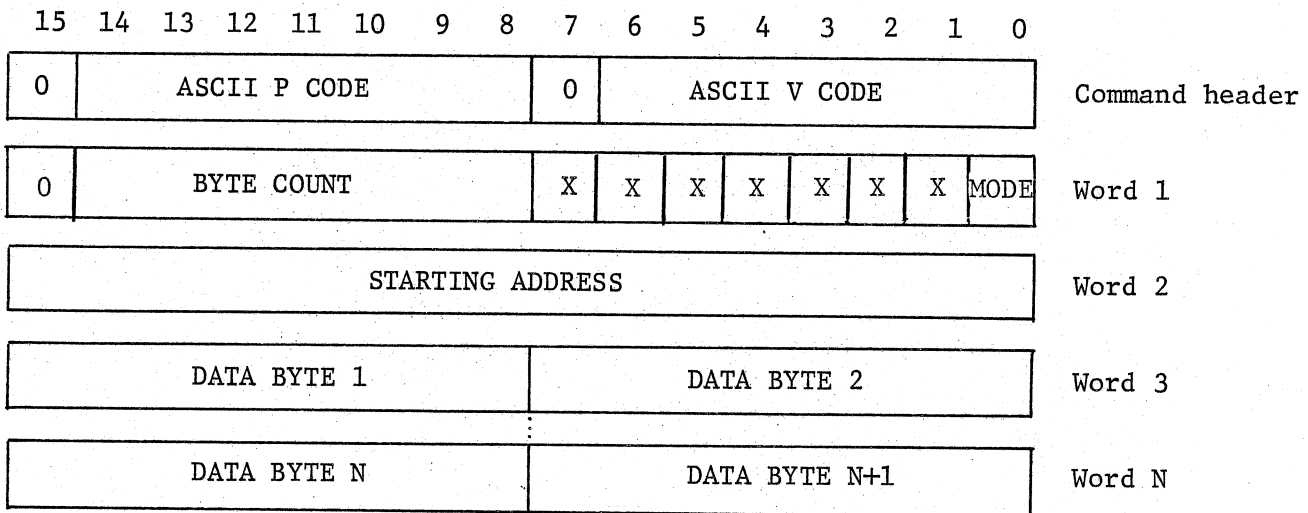 15 14 13 12 11 10 9 8 7 6 5 4 3 2 1 0
0 ASCII P CODE 0 ASCII V CODE Command header
0 BYTE COUNT X X X X X X X MODE Word 1
STARTING ADDRESS Word 2
DATA BYTE 1 DATA BYTE 2 Word 3
DATA BYTE N DATA BYTE N+1 Word N